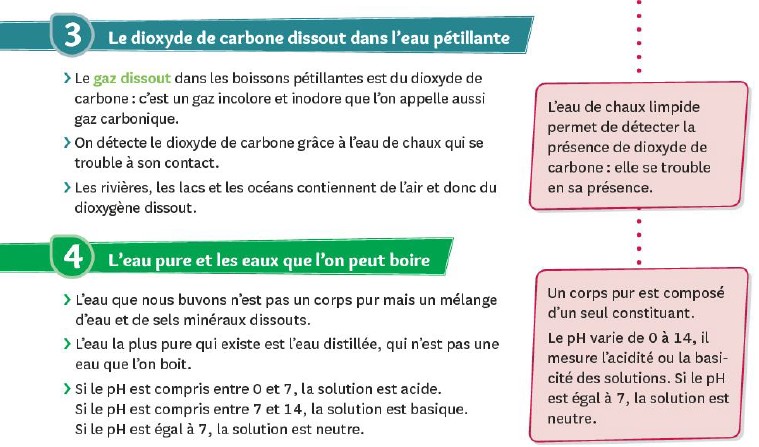 3 Le dioxyde de carbone dissout dans l'eau pétillante
› Le gaz dissout dans les boissons pétillantes est du dioxyde de
carbone : c'est un gaz incolore et inodore que l'on appelle aussi
gaz carbonique.
› On détecte le dioxyde de carbone grâce à l'eau de chaux qui se
trouble à son contact.
› Les rivières, les lacs et les océans contiennent de l'air et donc du
dioxygène dissout.
L'eau de chaux limpide
permet de détecter la
présence de dioxyde de
carbone : elle se trouble
en sa présence.
4 L'eau pure et les eaux que l'on peut boire
› L'eau que nous buvons n'est pas un corps pur mais un mélange
d'eau et de sels minéraux dissouts.
› L'eau la plus pure qui existe est l'eau distillée, qui n'est pas une
eau que l'on boit.
› Si le pH est compris entre 0 et 7, la solution est acide.
Si le pH est compris entre 7 et 14, la solution est basique.
Si le pH est égal à 7, la solution est neutre.
Un corps pur est composé
d'un seul constituant.
Le pH varie de 0 à 14, il
mesure l'acidité ou la basi-
cité des solutions. Si le pH
est égal à 7, la solution est
neutre.